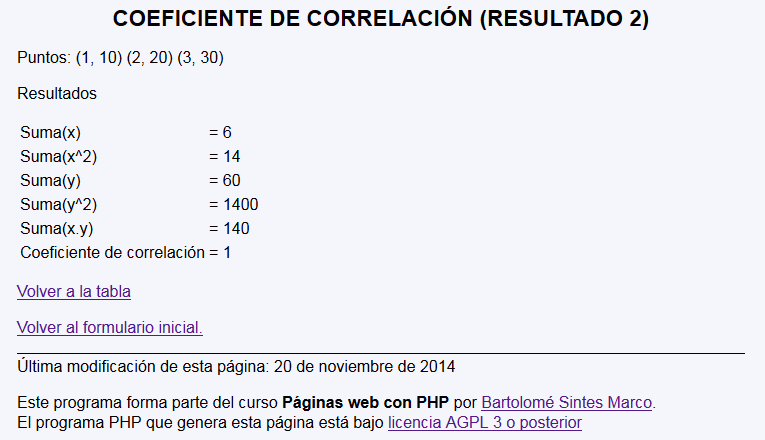 COEFICIENTE DE CORRELACIÓN (RESULTADO 2)
Puntos: (1, 10) (2, 20) (3, 30)
Resultados
Suma(x) = 6
Suma(x^2) = 14
Suma(y) = 60
Suma(y^2) = 1400
Suma(x.y) = 140
Coeficiente de correlación = 1
Volver a la tabla
Volver al formulario inicial.
Última modificación de esta página: 20 de noviembre de 2014
Este programa forma parte del curso Páginas web con PHP por Bartolomé Sintes Marco.
El programa PHP que genera esta página está bajo licencia AGPL 3 o posterior